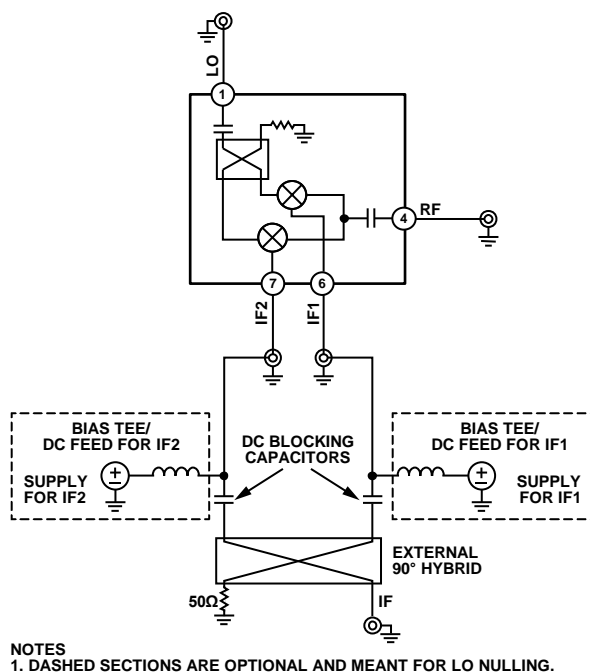 LO
1
4
RF
7
6
IF2
IF1
BIAS TEE/
DC FEED FOR IF2
SUPPLY
FOR IF2
DC BLOCKING
CAPACITORS
BIAS TEE/
DC FEED FOR IF1
SUPPLY
FOR IF1
EXTERNAL
90° HYBRID
50Ω
IF
NOTES
1. DASHED SECTIONS ARE OPTIONAL AND MEANT FOR LO NULLING.